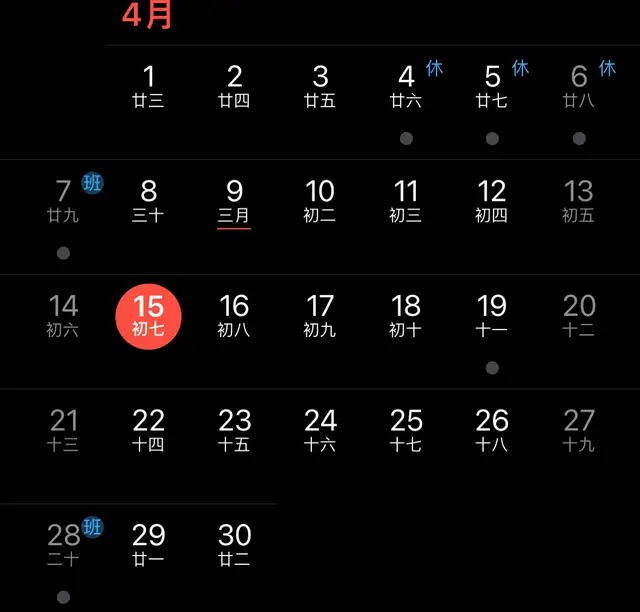 4月
1 2 3 4 休 5 休 6 休
廿三 廿四 廿五 廿六 廿七 廿八
7 班 8 9 10 11 12 13
廿九 三十 三月 初二 初三 初四 初五
14 15 16 17 18 19 20
初六 初七 初八 初九 初十 十一 十二
21 22 23 24 25 26 27
十三 十四 十五 十六 十七 十八 十九
28 班 29 30
二十 廿一 廿二